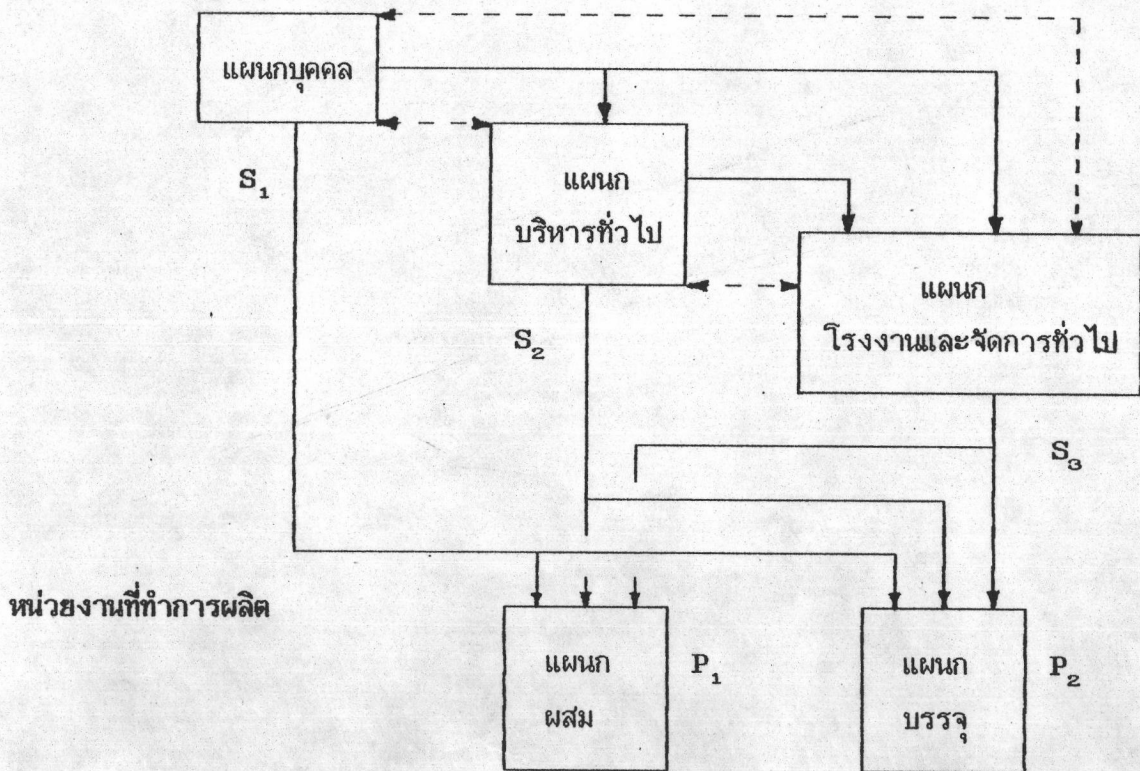 แผนกบุคคล
S₁
แผนก
บริหารทั่วไป
S₂
แผนก
โรงงานและจัดการทั่วไป
S₃
หน่วยงานที่ทำการผลิต
แผนก
ผสม
P₁
แผนก
บรรจุ
P₂